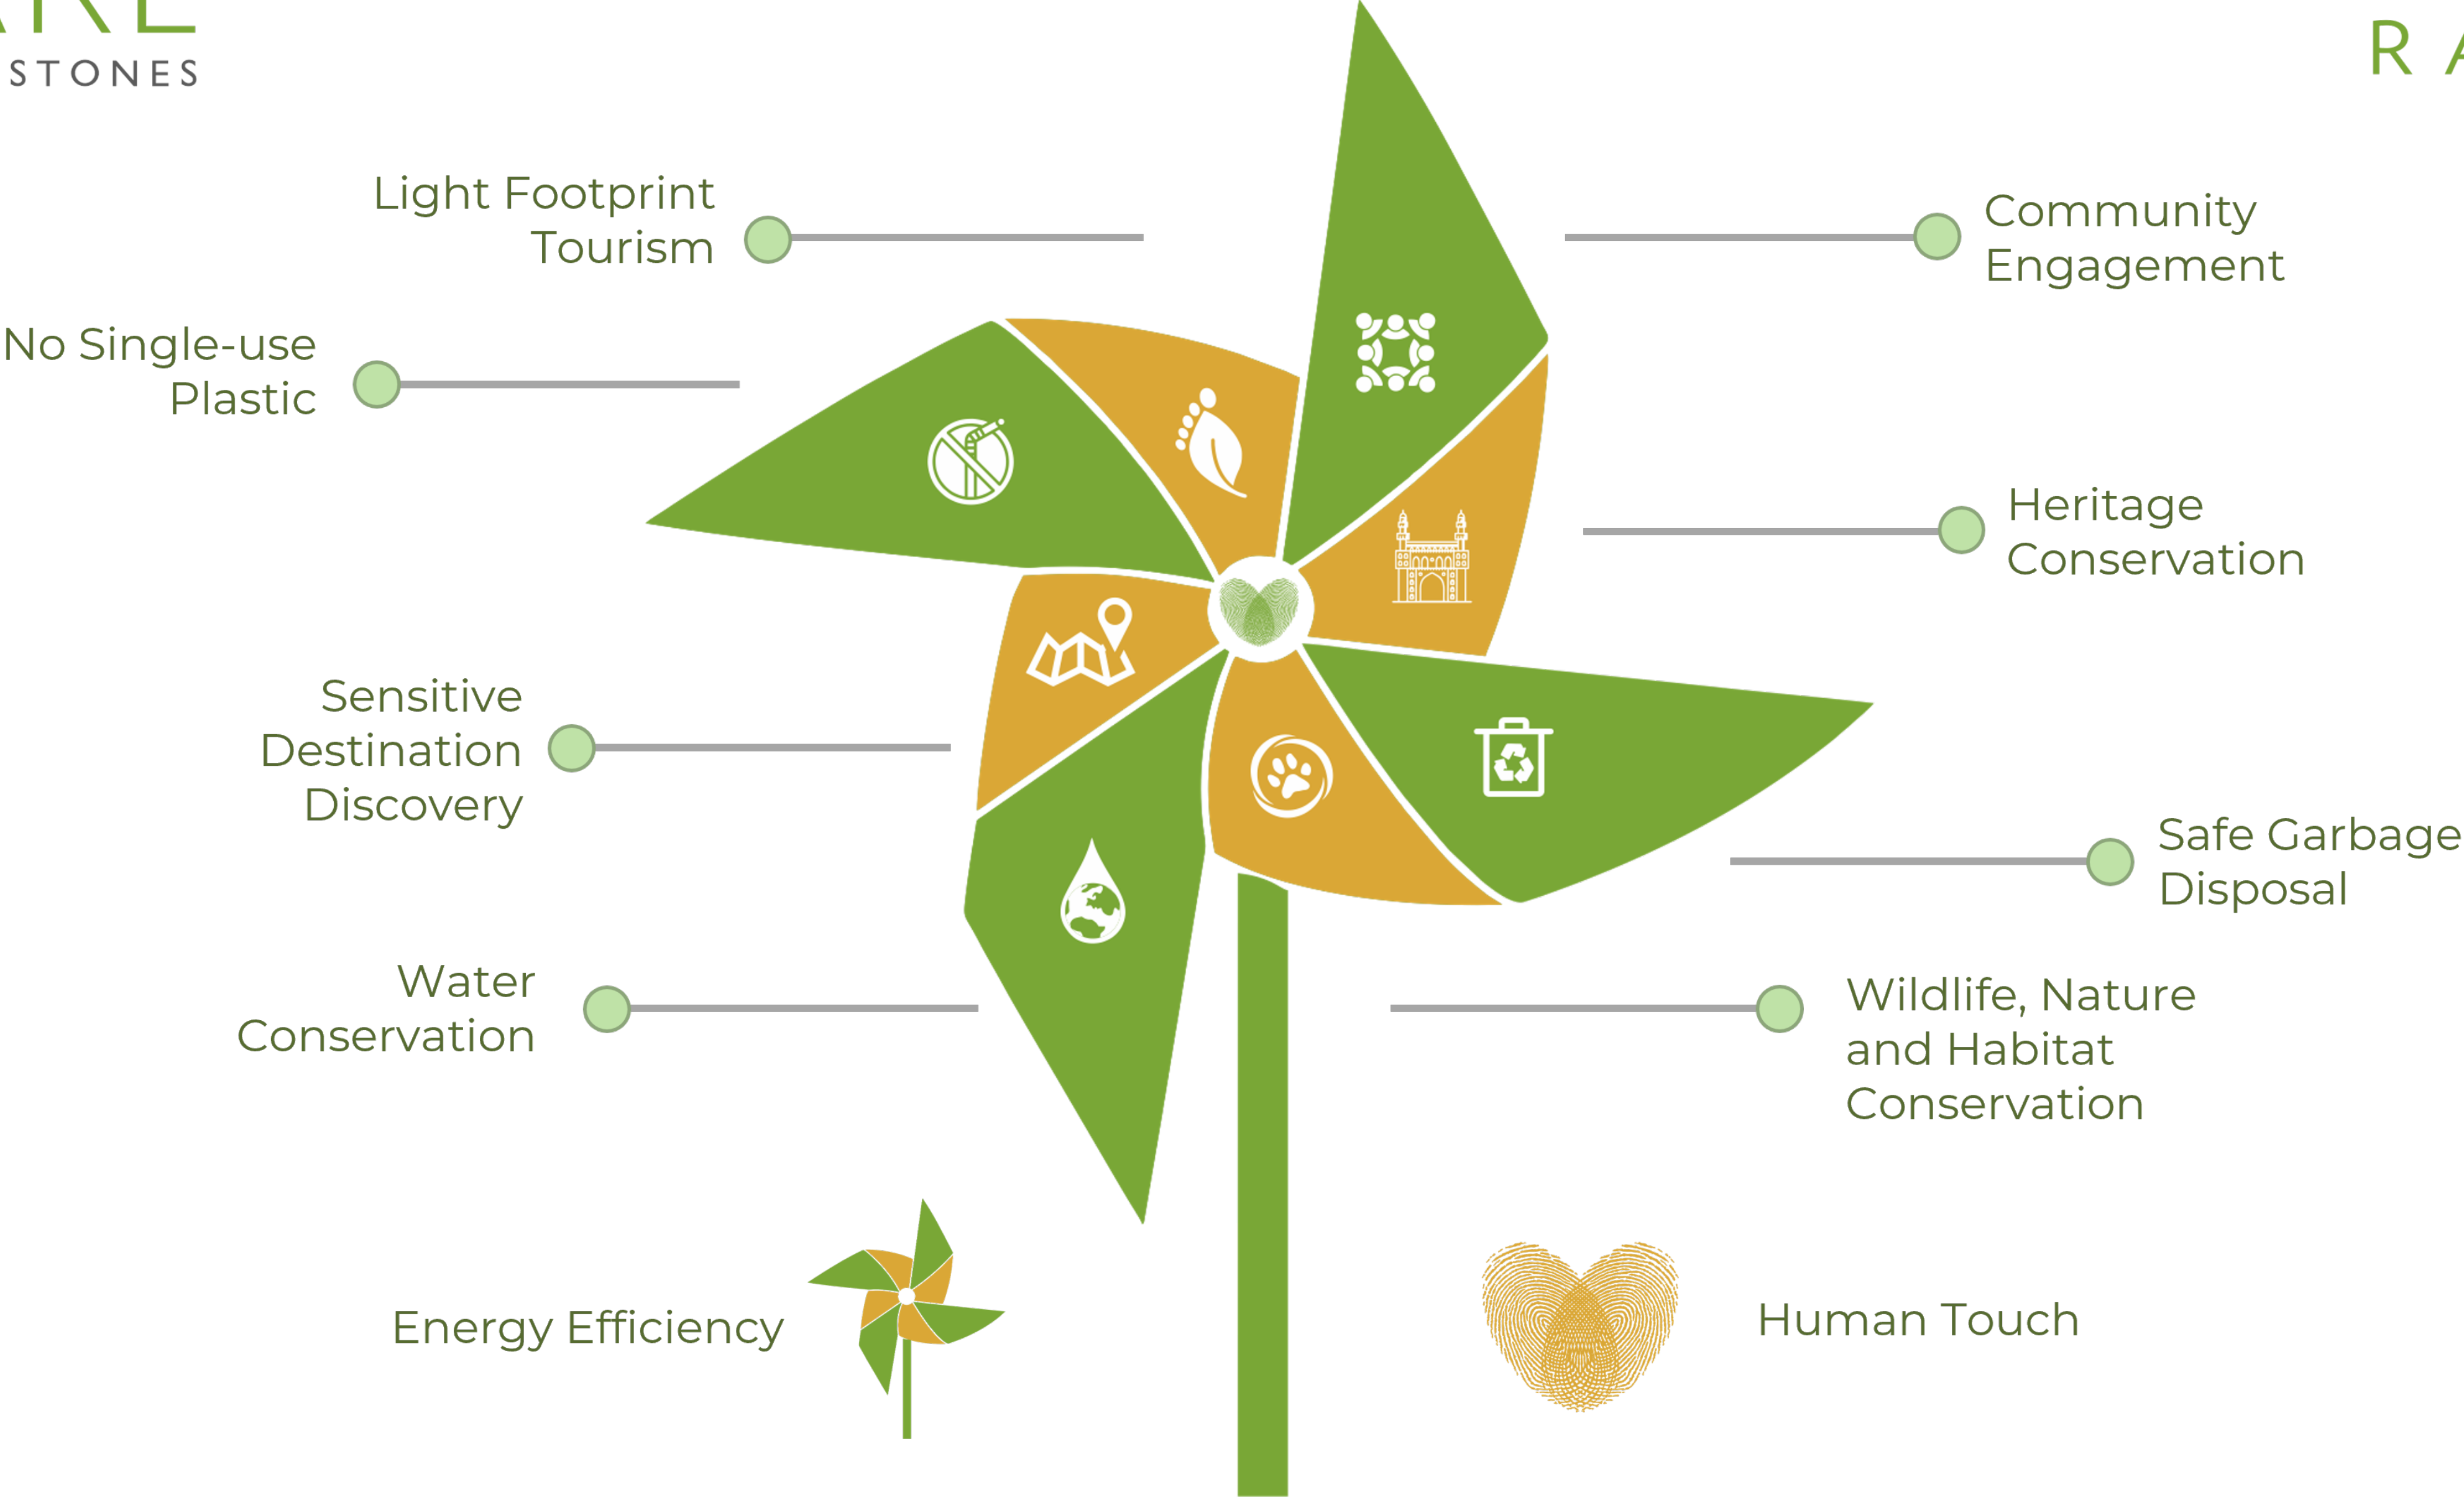 STONES
Light Footprint
Tourism
Community
Engagement
No Single-use
Plastic
Heritage
Conservation
Sensitive
Destination
Discovery
Safe Garbage
Disposal
Water
Conservation
Wildlife, Nature
and Habitat
Conservation
Energy Efficiency
Human Touch